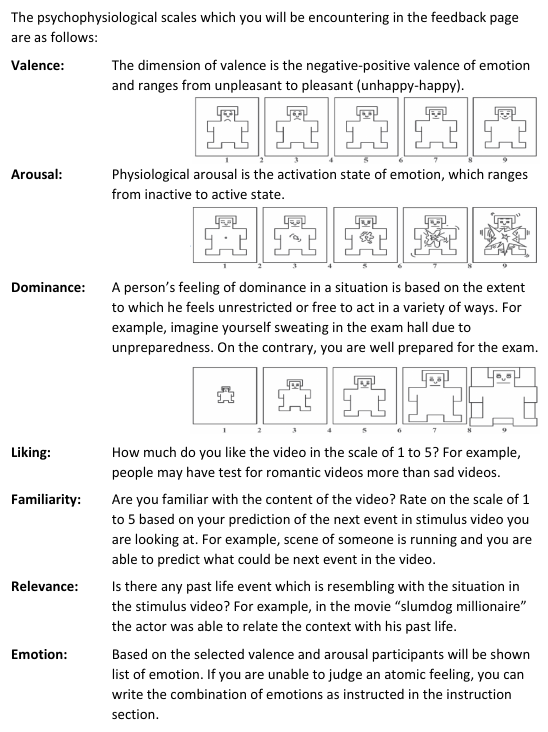 The psychophysiological scales which you will be encountering in the feedback page
are as follows:
Valence: The dimension of valence is the negative-positive valence of emotion
and ranges from unpleasant to pleasant (unhappy-happy).
1 2 3 4 5 6 7 8 9
Arousal: Physiological arousal is the activation state of emotion, which ranges
from inactive to active state.
1 2 3 4 5 6 7 8 9
Dominance: A person's feeling of dominance in a situation is based on the extent
to which he feels unrestricted or free to act in a variety of ways. For
example, imagine yourself sweating in the exam hall due to
unpreparedness. On the contrary, you are well prepared for the exam.
1 2 3 4 5 6 7 8 9
Liking: How much do you like the video in the scale of 1 to 5? For example,
people may have test for romantic videos more than sad videos.
Familiarity: Are you familiar with the content of the video? Rate on the scale of 1
to 5 based on your prediction of the next event in stimulus video you
are looking at. For example, scene of someone is running and you are
able to predict what could be next event in the video.
Relevance: Is there any past life event which is resembling with the situation in
the stimulus video? For example, in the movie “slumdog millionaire”
the actor was able to relate the context with his past life.
Emotion: Based on the selected valence and arousal participants will be shown
list of emotion. If you are unable to judge an atomic feeling, you can
write the combination of emotions as instructed in the instruction
section.